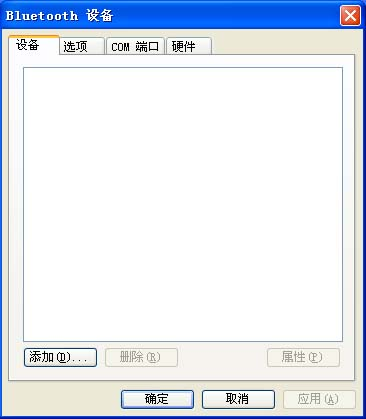 Bluetooth 设备
设备 选项 COM 端口 硬件
添加(D)... 删除(R) 属性(P)
确定 取消 应用(A)